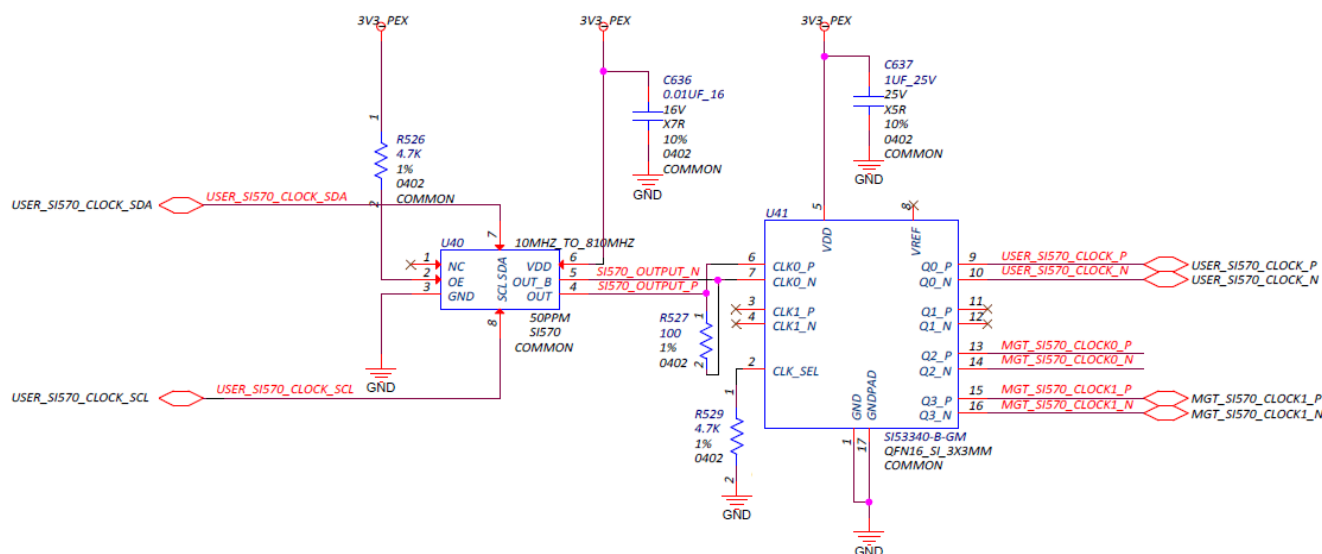 3V3_PEX
3V3_PEX
3V3_PEX
C636
0.01UF_16
16V
X7R
10%
0402
COMMON
GND
C637
1UF_25V
25V
X5R
10%
0402
COMMON
GND
1
R526
4.7K
1%
0402
COMMON
2
USER_SI570_CLOCK_SDA
USER_SI570_CLOCK_SDA
7
U40
10MHZ_TO_810MHZ
1
NC
2
OE
3
GND
SDA
SCL
VDD
6
OUT_B
5
OUT
4
8
50PPM
SI570
COMMON
SI570_OUTPUT_N
SI570_OUTPUT_P
GND
USER_SI570_CLOCK_SCL
USER_SI570_CLOCK_SCL
1
R527
100
1%
0402
2
1
R529
4.7K
1%
0402
2
GND
U41
5
VDD
8
VREF
6
CLK0_P
7
CLK0_N
3
CLK1_P
4
CLK1_N
2
CLK_SEL
Q0_P
9
USER_SI570_CLOCK_P
USER_SI570_CLOCK_P
Q0_N
10
USER_SI570_CLOCK_N
USER_SI570_CLOCK_N
Q1_P
11
Q1_N
12
Q2_P
13
MGT_SI570_CLOCK0_P
Q2_N
14
MGT_SI570_CLOCK0_N
Q3_P
15
MGT_SI570_CLOCK1_P
MGT_SI570_CLOCK1_P
Q3_N
16
MGT_SI570_CLOCK1_N
MGT_SI570_CLOCK1_N
GND
GNDPAD
1
17
SI53340-B-GM
QFN16_SI_3X3MM
COMMON
GND